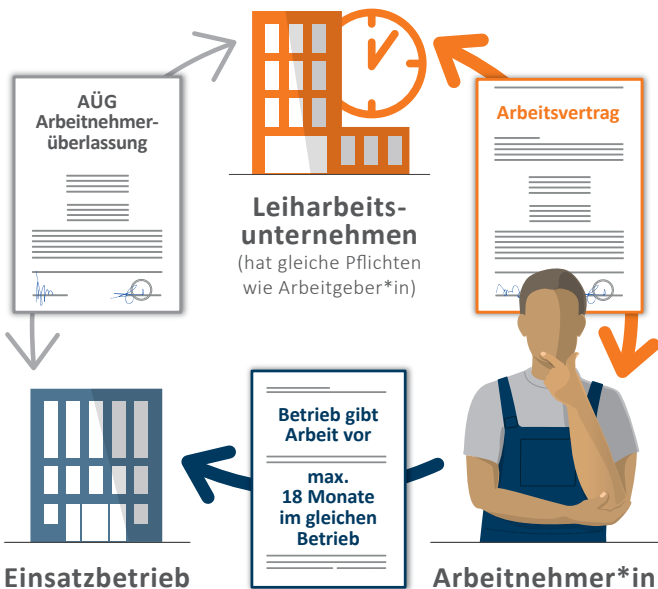 AÜG
Arbeitnehmer-
überlassung
Arbeitsvertrag
Leiharbeits-
unternehmen
(hat gleiche Pflichten
wie Arbeitgeber*in)
Betrieb gibt
Arbeit vor
max.
18 Monate
im gleichen
Betrieb
Einsatzbetrieb
Arbeitnehmer*in